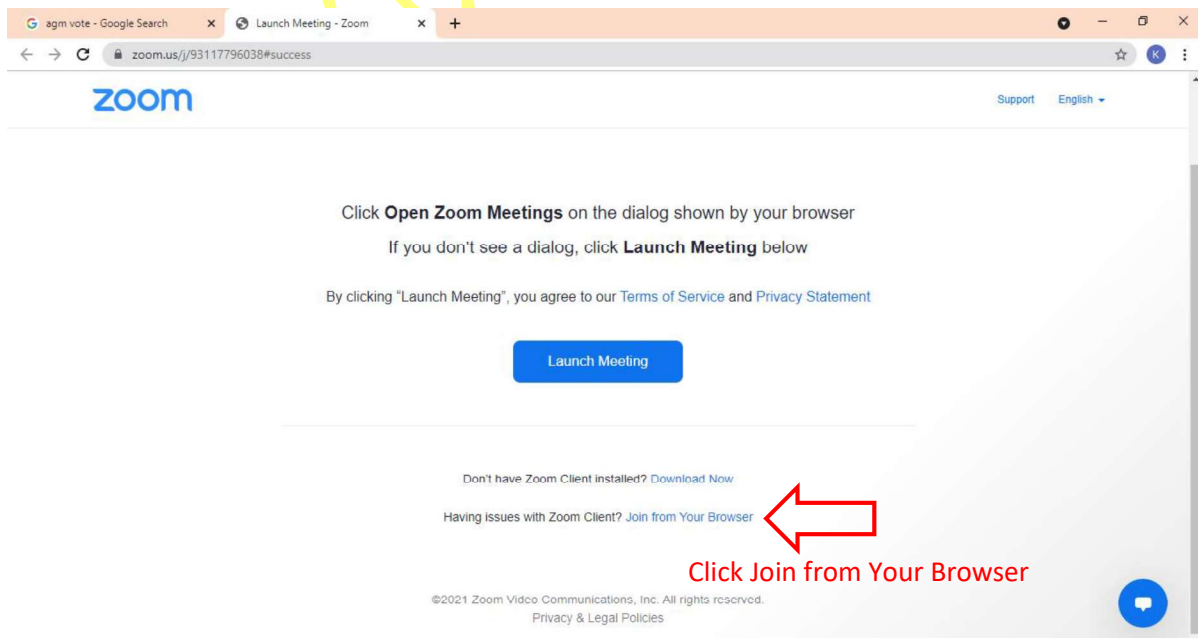 agm vote - Google Search
Launch Meeting - Zoom
zoom.us/j/93117796038#success
K
zoom
Support English
Click Open Zoom Meetings on the dialog shown by your browser
If you don't see a dialog, click Launch Meeting below
By clicking “Launch Meeting”, you agree to our Terms of Service and Privacy Statement
Launch Meeting
Don't have Zoom Client installed? Download Now
Having issues with Zoom Client? Join from Your Browser
Click Join from Your Browser
©2021 Zoom Video Communications, Inc. All rights reserved.
Privacy & Legal Policies